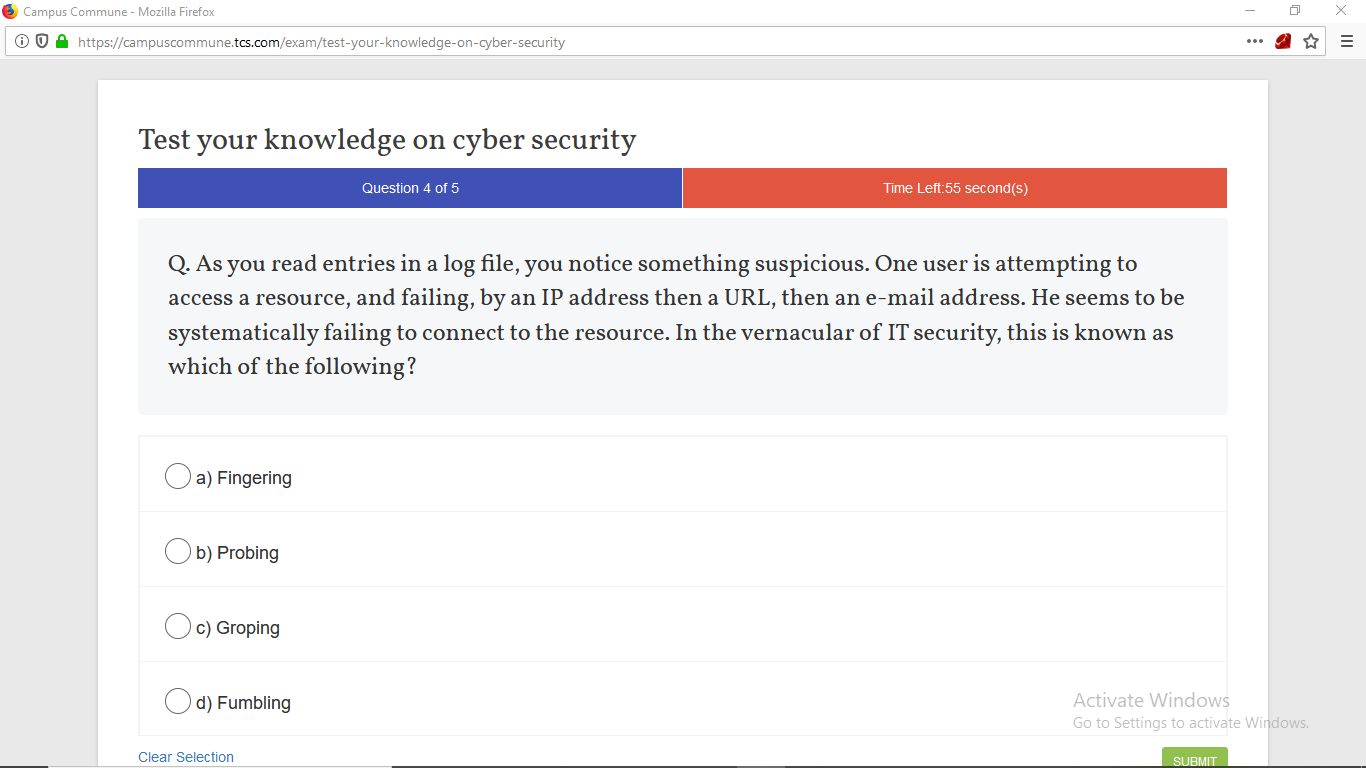 Campus Commune - Mozilla Firefox
https://campuscommune.tcs.com/exam/test-your-knowledge-on-cyber-security
Test your knowledge on cyber security
Question 4 of 5
Time Left:55 second(s)
Q. As you read entries in a log file, you notice something suspicious. One user is attempting to
access a resource, and failing, by an IP address then a URL, then an e-mail address. He seems to be
systematically failing to connect to the resource. In the vernacular of IT security, this is known as
which of the following?
a) Fingering
b) Probing
c) Groping
d) Fumbling
Activate Windows
Go to Settings to activate Windows.
Clear Selection
SUBMIT